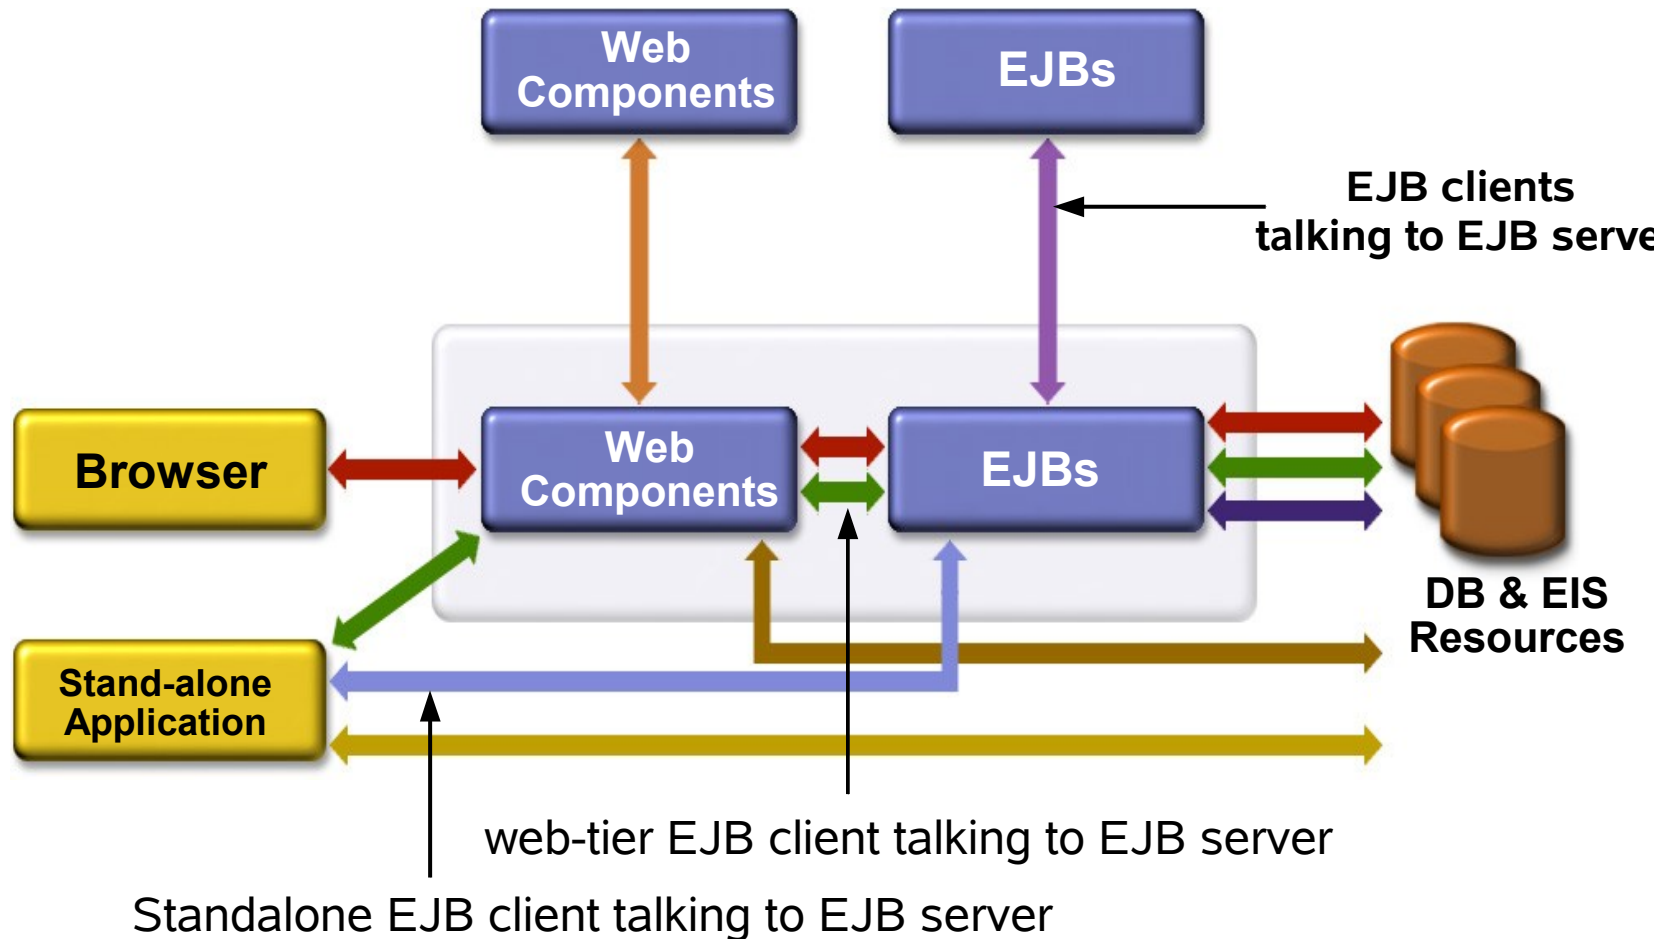 Web
Components
EJBs
EJB clients
talking to EJB serve
Browser
Web
Components
EJBs
DB & EIS
Resources
Stand-alone
Application
web-tier EJB client talking to EJB server
Standalone EJB client talking to EJB server